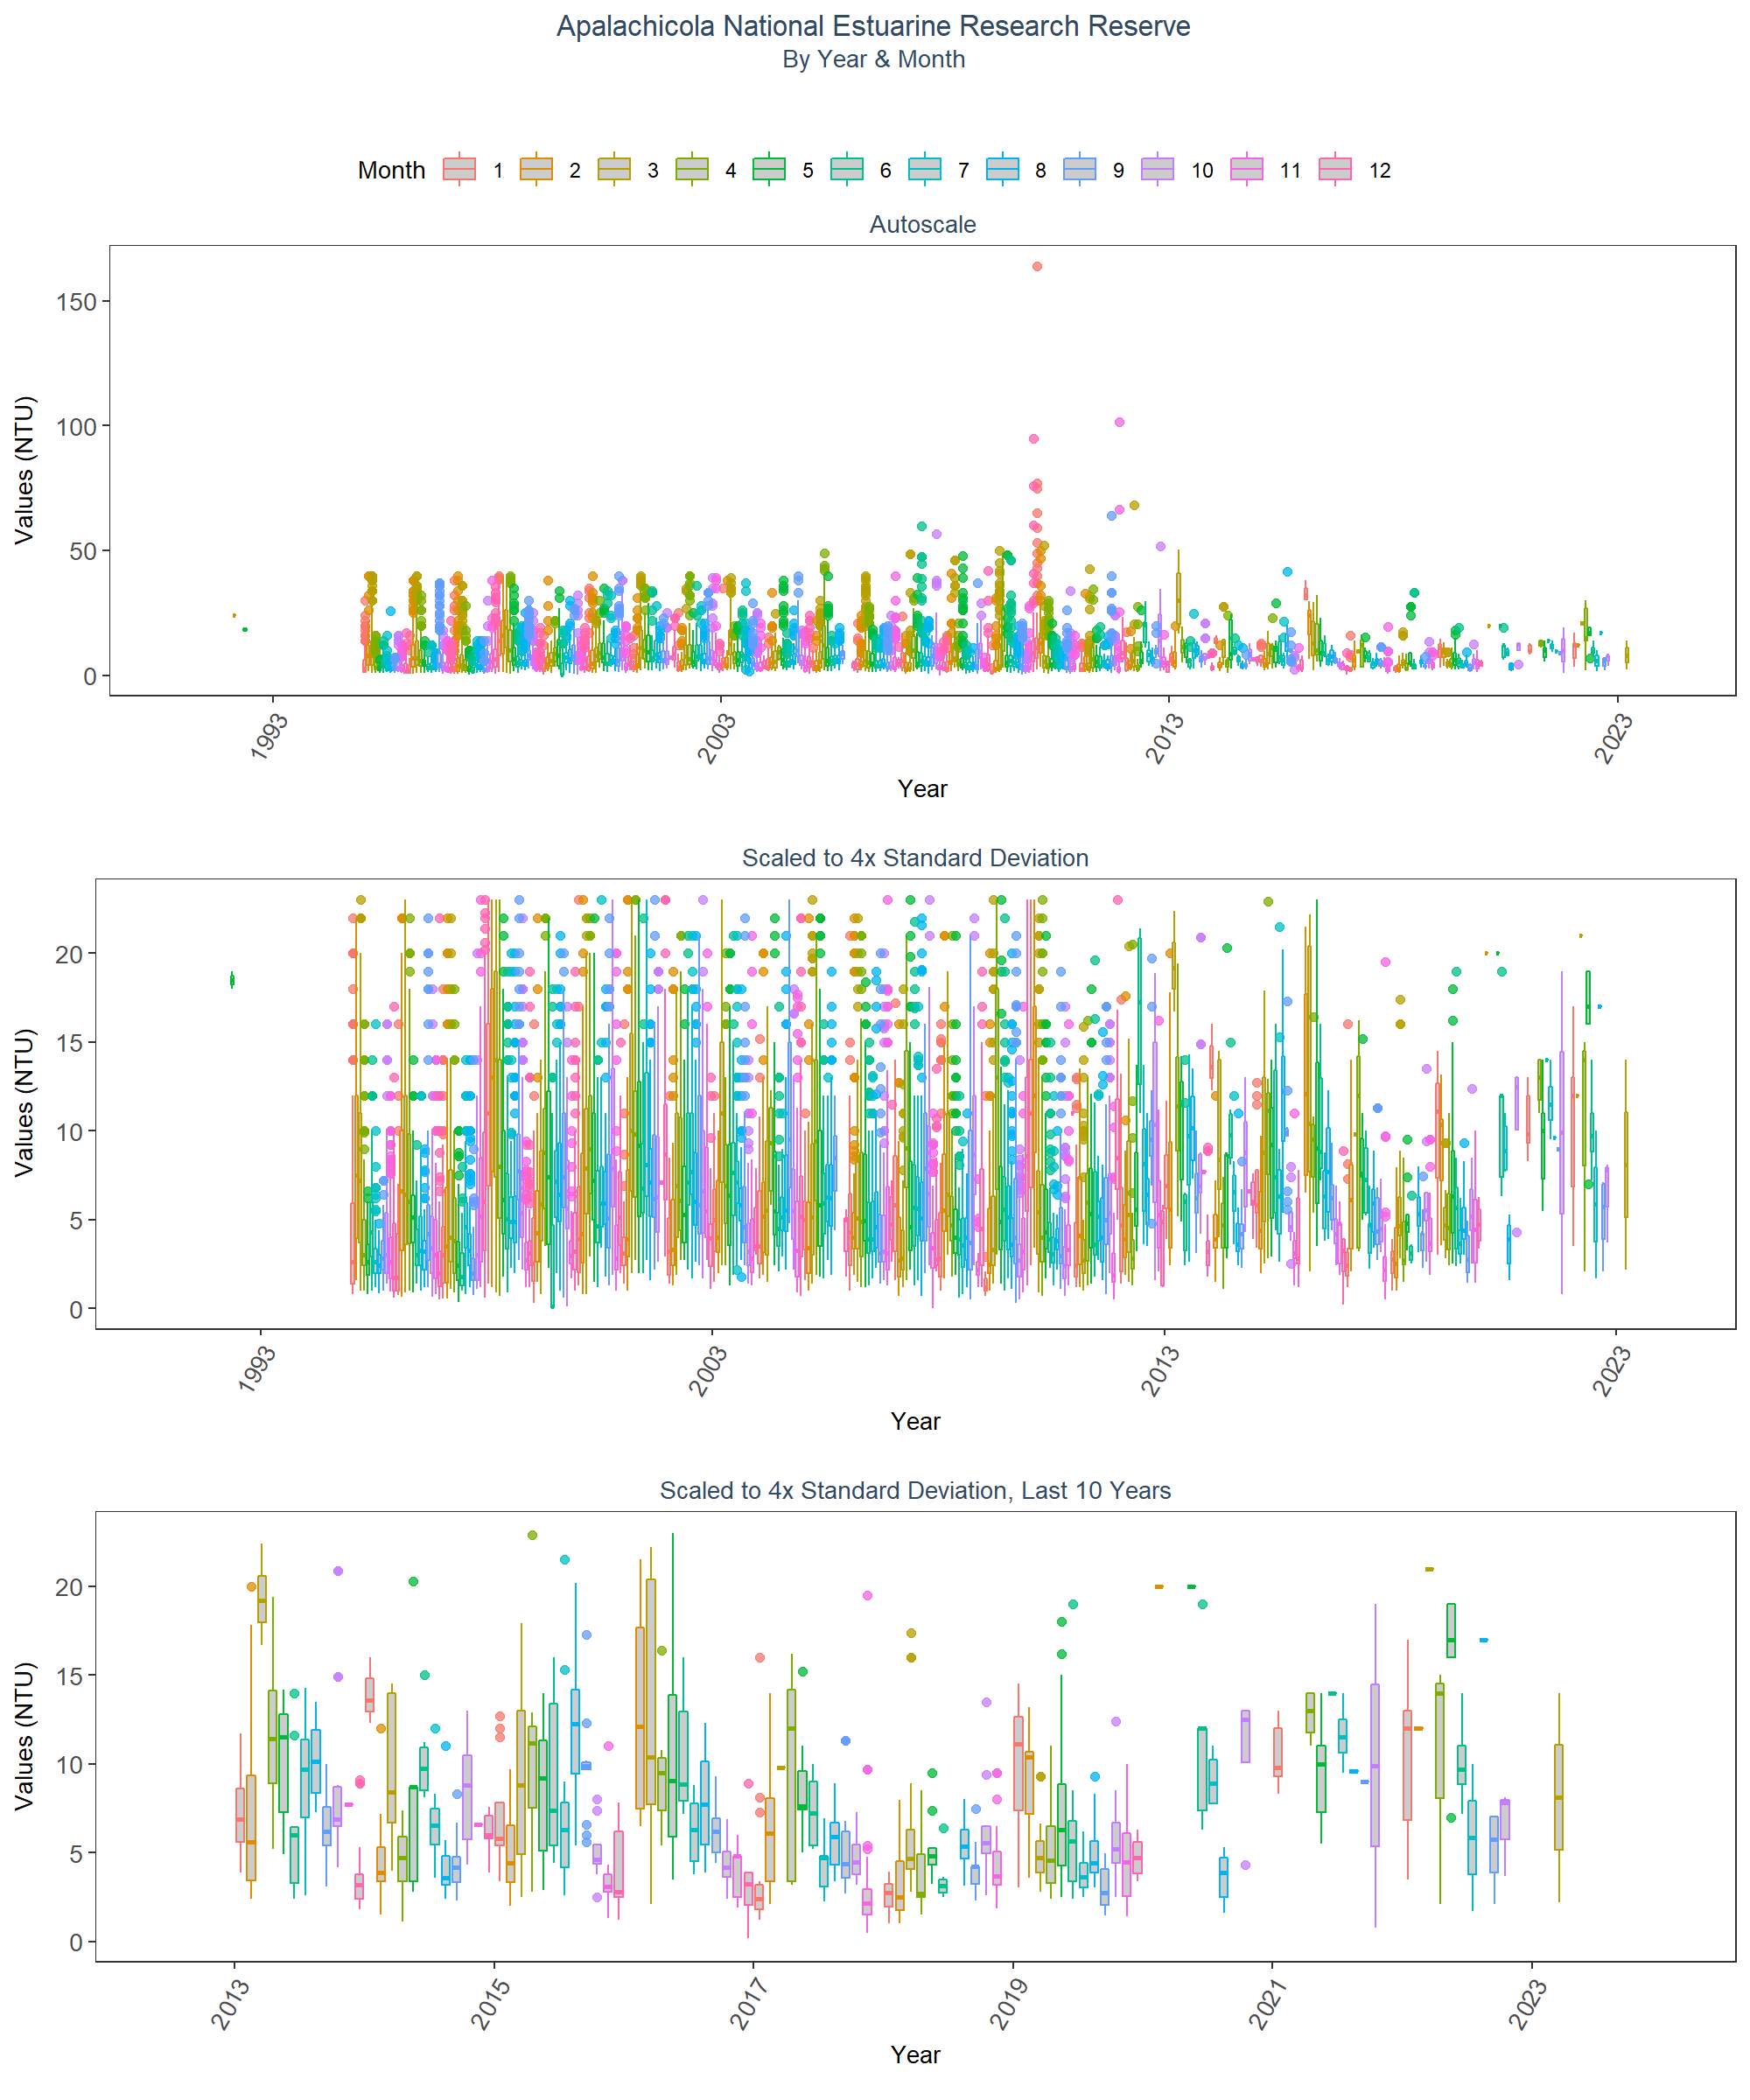 Apalachicola National Estuarine Research Reserve
By Year & Month
Month 1 2 3 4 5 6 7 8 9 10 11 12
Autoscale
Values (NTU)
150
100
50
0
1993 2003 2013 2023
Year
Scaled to 4x Standard Deviation
Values (NTU)
20
15
10
5
0
1993 2003 2013 2023
Year
Scaled to 4x Standard Deviation, Last 10 Years
Values (NTU)
20
15
10
5
0
2013 2015 2017 2019 2021 2023
Year